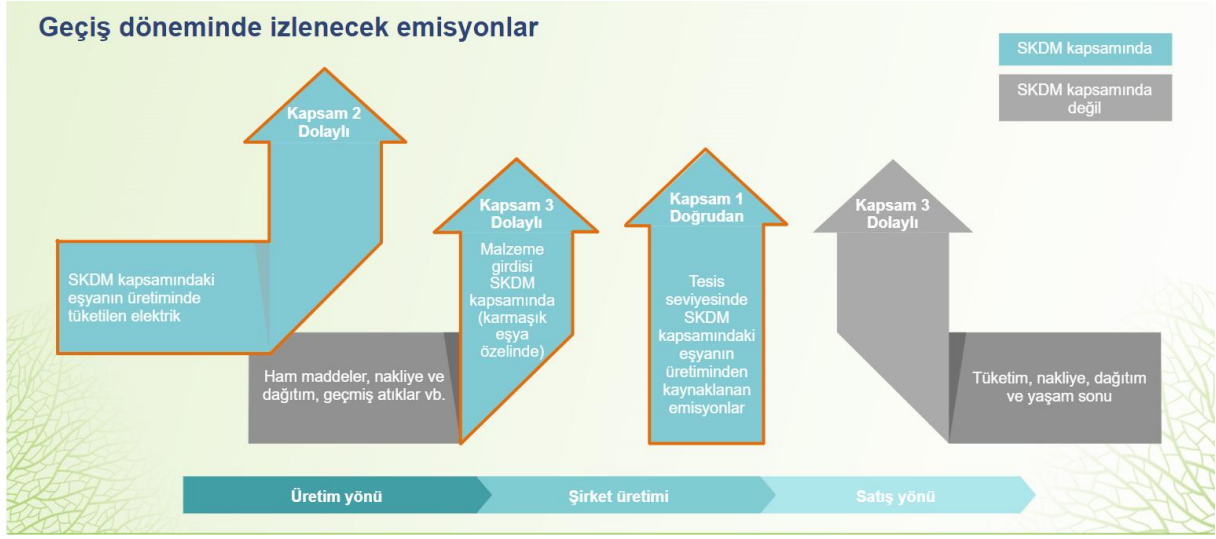 Geçiş döneminde izlenecek emisyonlar
SKDM kapsamında
SKDM kapsamında
değil
Kapsam 2
Dolaylı
SKDM kapsamındaki
eşyanın üretiminde
tüketilen elektrik
Kapsam 3
Dolaylı
Malzeme
girdisi
SKDM
kapsamında
(karmaşık
eşya
özelinde)
Ham maddeler, nakliye ve
dağıtım, geçmiş atıklar vb.
Kapsam 1
Doğrudan
Tesis
seviyesinde
SKDM
kapsamındaki
eşyanın
üretiminden
kaynaklanan
emisyonlar
Kapsam 3
Dolaylı
Tüketim, nakliye, dağıtım
ve yaşam sonu
Üretim yönü
Şirket üretimi
Satış yönü